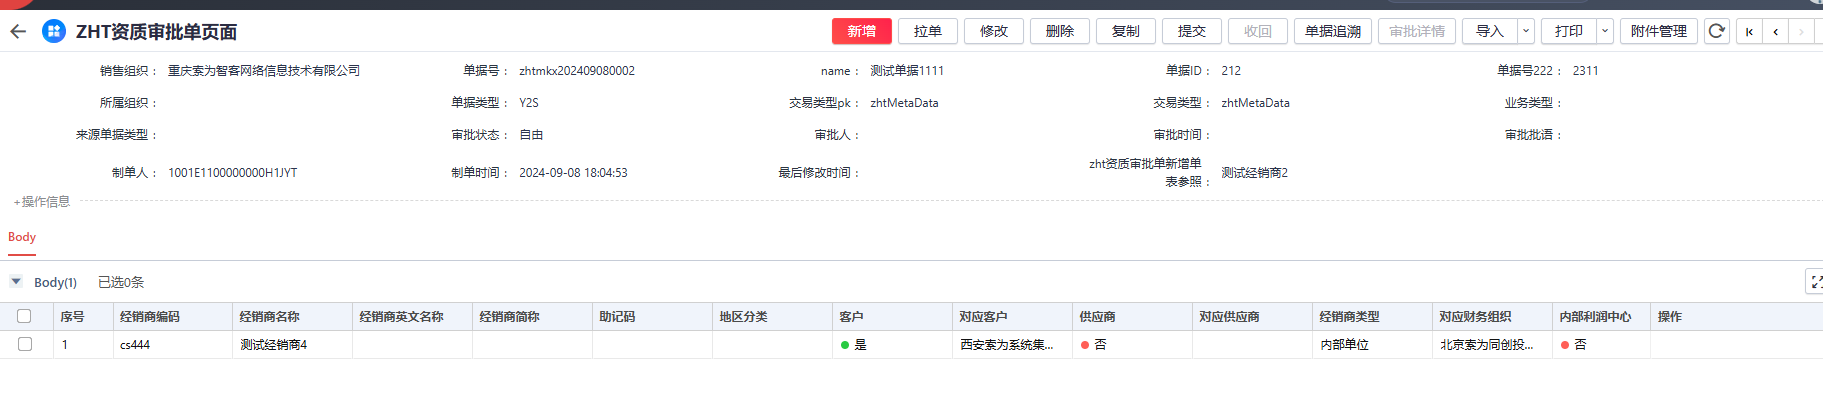 ZHT资质审批单页面 新增 拉单 修改 删除 复制 提交 收回 单据追溯 审批详情 导入 打印 附件管理
销售组织： 重庆索为智客网络信息技术有限公司 单据号： zhtmkx202409080002 name： 测试单据1111 单据ID： 212 单据号222： 2311
所属组织： 单据类型： Y2S 交易类型pk： zhtMetaData 交易类型： zhtMetaData 业务类型：
来源单据类型： 审批状态： 自由 审批人： 审批时间： 审批批语：
制单人： 1001E1100000000H1JYT 制单时间： 2024-09-08 18:04:53 最后修改时间： zht资质审批单新增单
表参照： 测试经销商2
+操作信息
Body
Body(1) 已选0条
序号 经销商编码 经销商名称 经销商英文名称 经销商简称 助记码 地区分类 客户 对应客户 供应商 对应供应商 经销商类型 对应财务组织 内部利润中心 操作
1 cs444 测试经销商4 是 西安索为系统集... 否 内部单位 北京索为同创投... 否